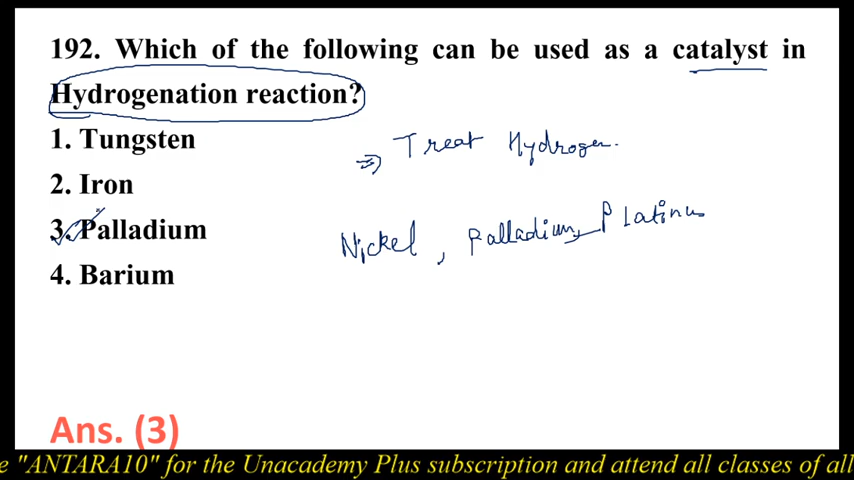 192. Which of the following can be used as a catalyst in
Hydrogenation reaction?
1. Tungsten
⇒ Treat Hydrogen.
2. Iron
3. Palladium
Nickel, Palladium, Platinum
4. Barium
Ans. (3)
e "ANTARA10" for the Unacademy Plus subscription and attend all classes of all